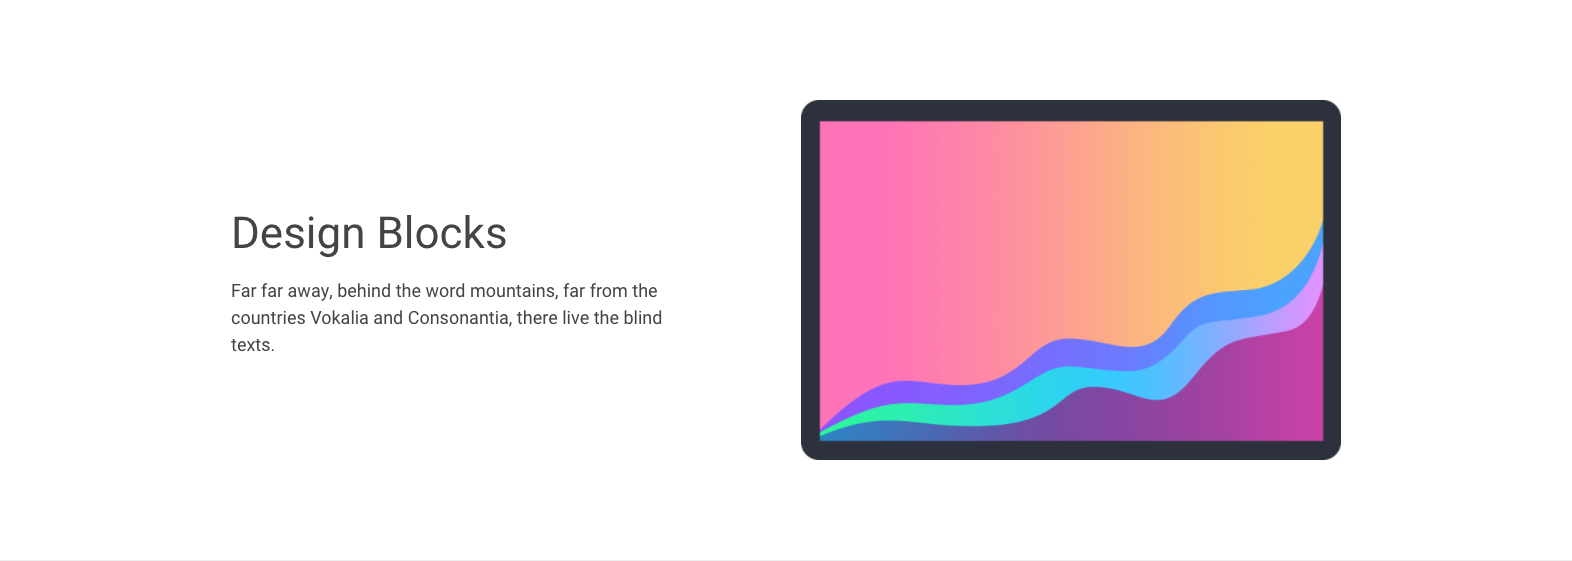 Design Blocks
Far far away, behind the word mountains, far from the
countries Vokalia and Consonantia, there live the blind
texts.